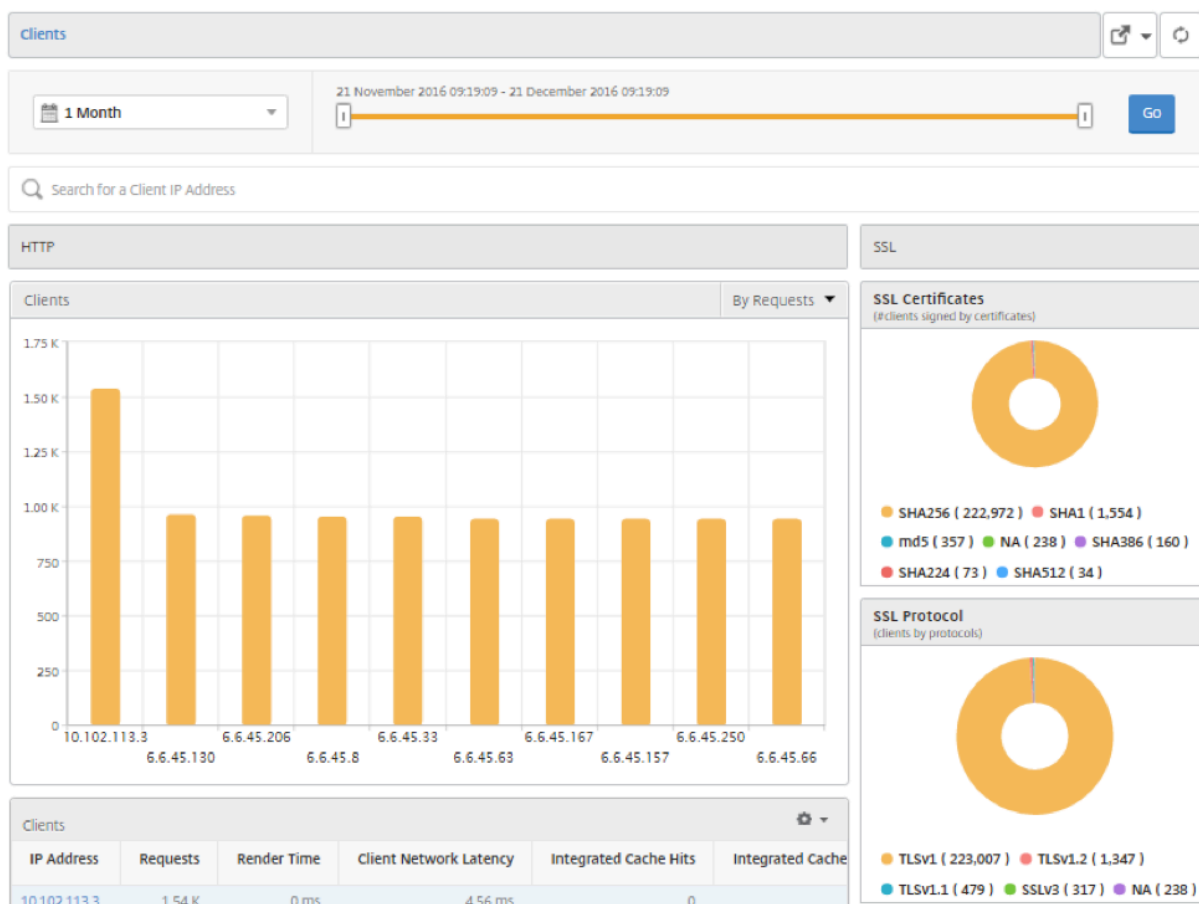 Clients
1 Month
21 November 2016 09:19:09 - 21 December 2016 09:19:09
Go
Search for a Client IP Address
HTTP
Clients
By Requests
1.75 K
1.50 K
1.25 K
1.00 K
750
500
250
0
10.102.113.3
6.6.45.130
6.6.45.206
6.6.45.8
6.6.45.33
6.6.45.63
6.6.45.167
6.6.45.157
6.6.45.250
6.6.45.66
Clients
IP Address Requests Render Time Client Network Latency Integrated Cache Hits Integrated Cache
10.102.113.3 1.54 K 0 ms 4.56 ms 0
SSL
SSL Certificates
(#clients signed by certificates)
SHA256 ( 222,972 ) SHA1 ( 1,554 )
md5 ( 357 ) NA ( 238 ) SHA386 ( 160 )
SHA224 ( 73 ) SHA512 ( 34 )
SSL Protocol
(clients by protocols)
TLSv1 ( 223,007 ) TLSv1.2 ( 1,347 )
TLSv1.1 ( 479 ) SSLv3 ( 317 ) NA ( 238 )